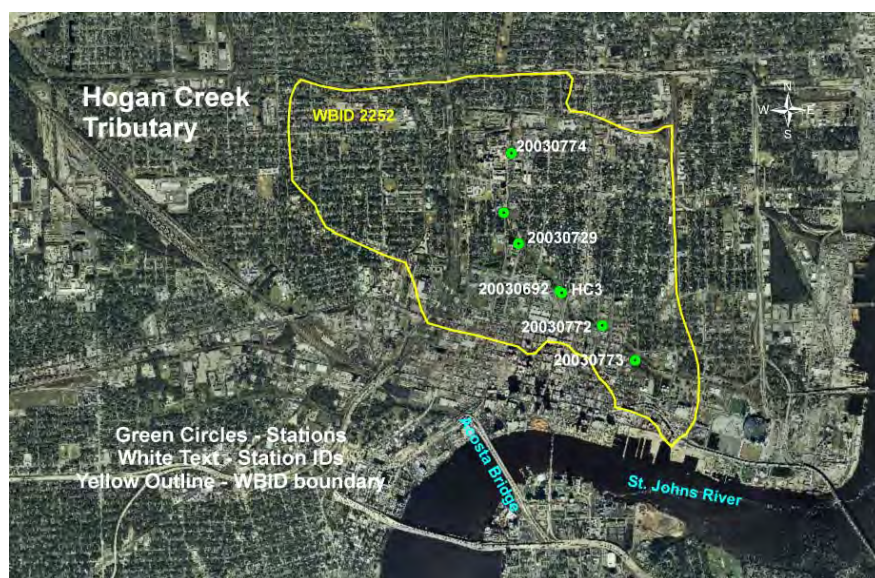 Hogan Creek
Tributary
WBID 2252
N
W
E
S
20030774
20030729
20030692
HC3
20030772
20030773
Green Circles - Stations
White Text - Station IDs
Yellow Outline - WBID boundary
Acosta Bridge
St. Johns River